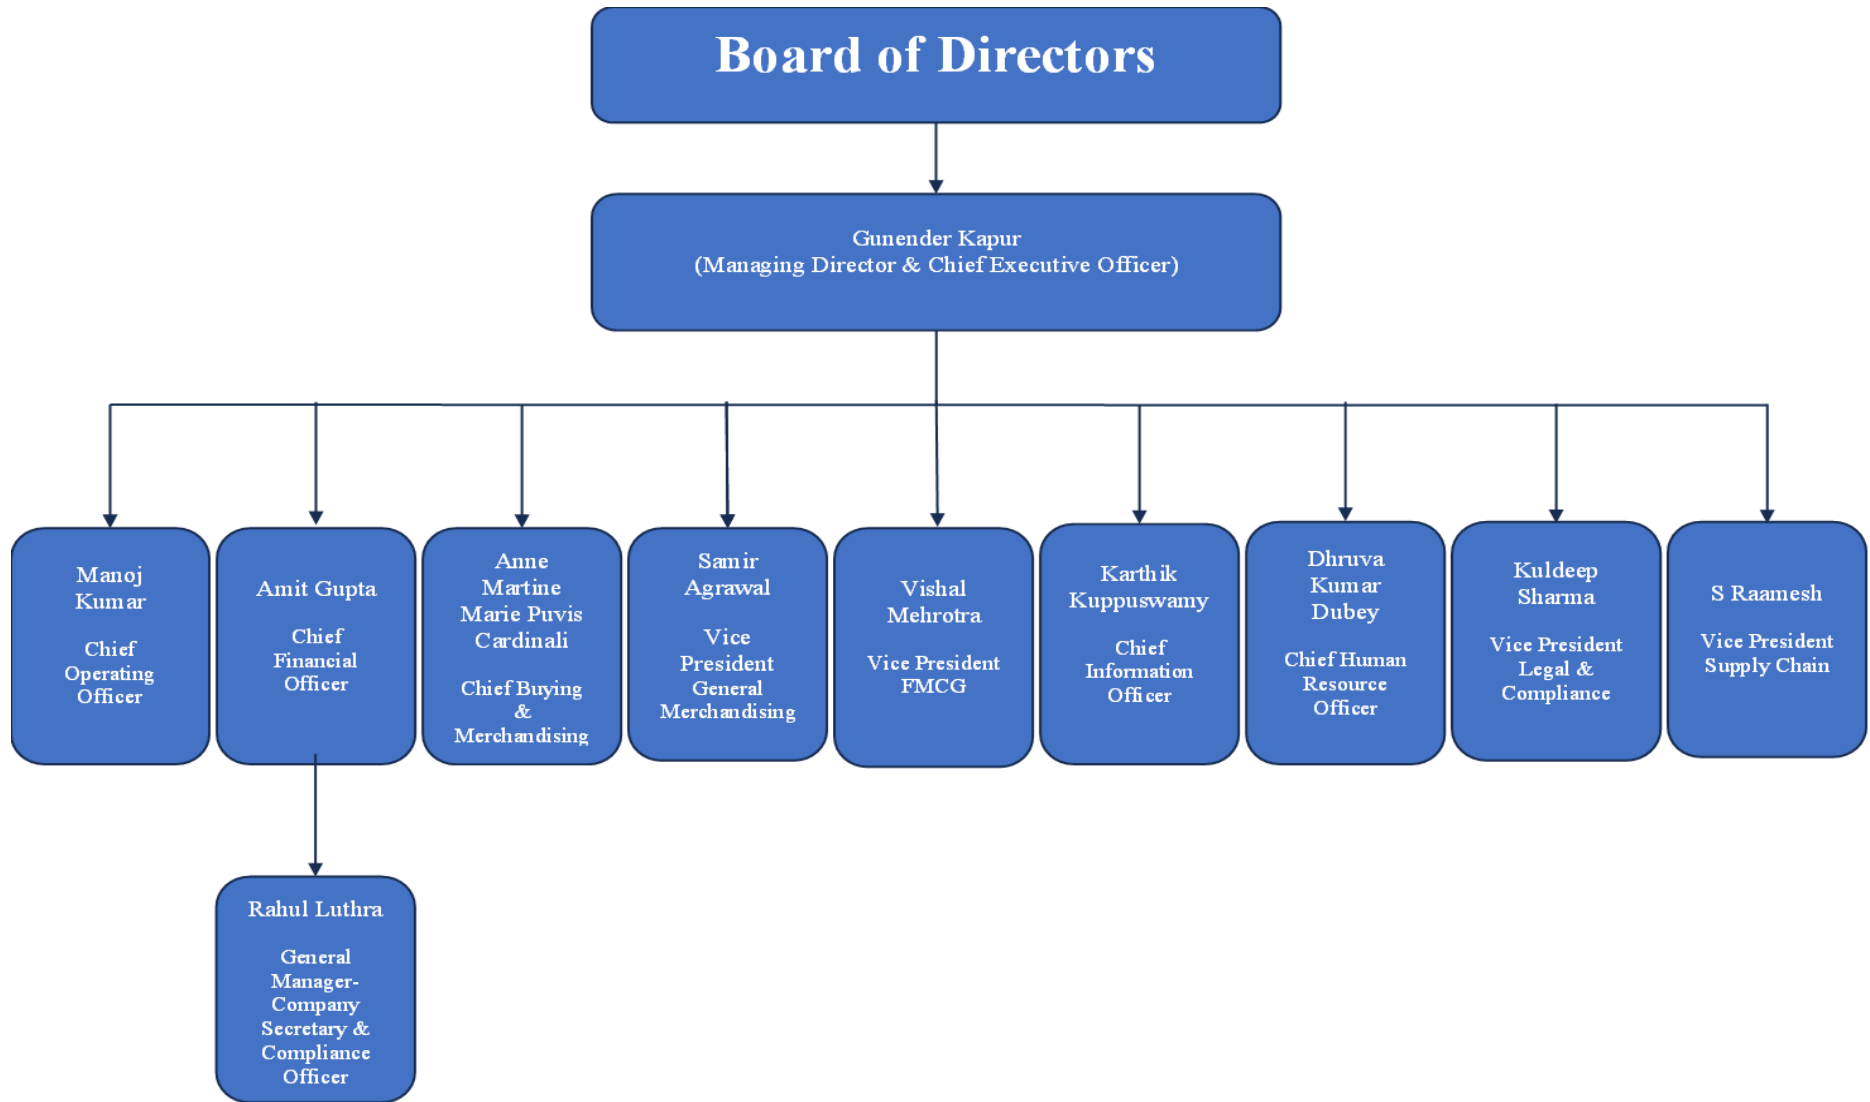 Board of Directors
Gunender Kapur
(Managing Director & Chief Executive Officer)
Manoj
Kumar
Chief
Operating
Officer
Amit Gupta
Chief
Financial
Officer
Anne
Martine
Marie Puvis
Cardinali
Chief Buying
&
Merchandising
Samir
Agrawal
Vice
President
General
Merchandising
Vishal
Mehrotra
Vice President
FMCG
Karthik
Kuppuswamy
Chief
Information
Officer
Dhruva
Kumar
Dubey
Chief Human
Resource
Officer
Kuldeep
Sharma
Vice President
Legal &
Compliance
S Raamesh
Vice President
Supply Chain
Rahul Luthra
General
Manager-
Company
Secretary &
Compliance
Officer